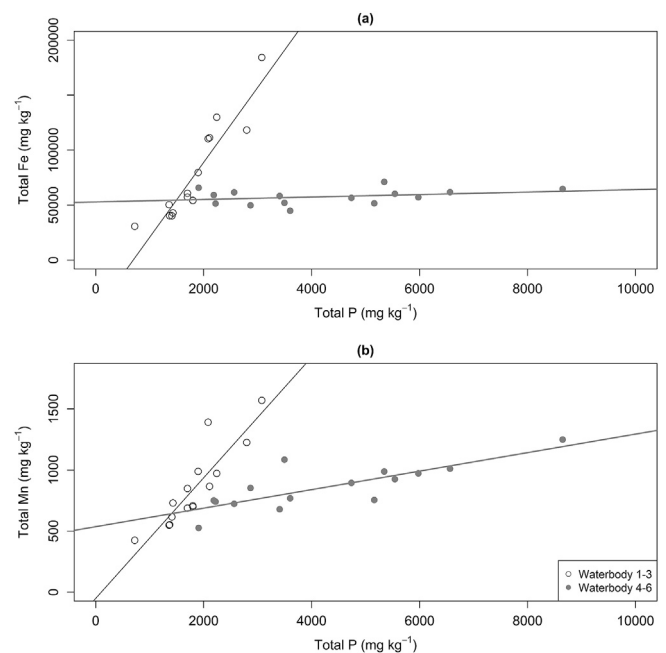 (a)
Total Fe (mg kg⁻¹)
200000
100000
50000
0
0 2000 4000 6000 8000 10000
Total P (mg kg⁻¹)
(b)
Total Mn (mg kg⁻¹)
1500
1000
500
0
Waterbody 1-3
Waterbody 4-6
0 2000 4000 6000 8000 10000
Total P (mg kg⁻¹)